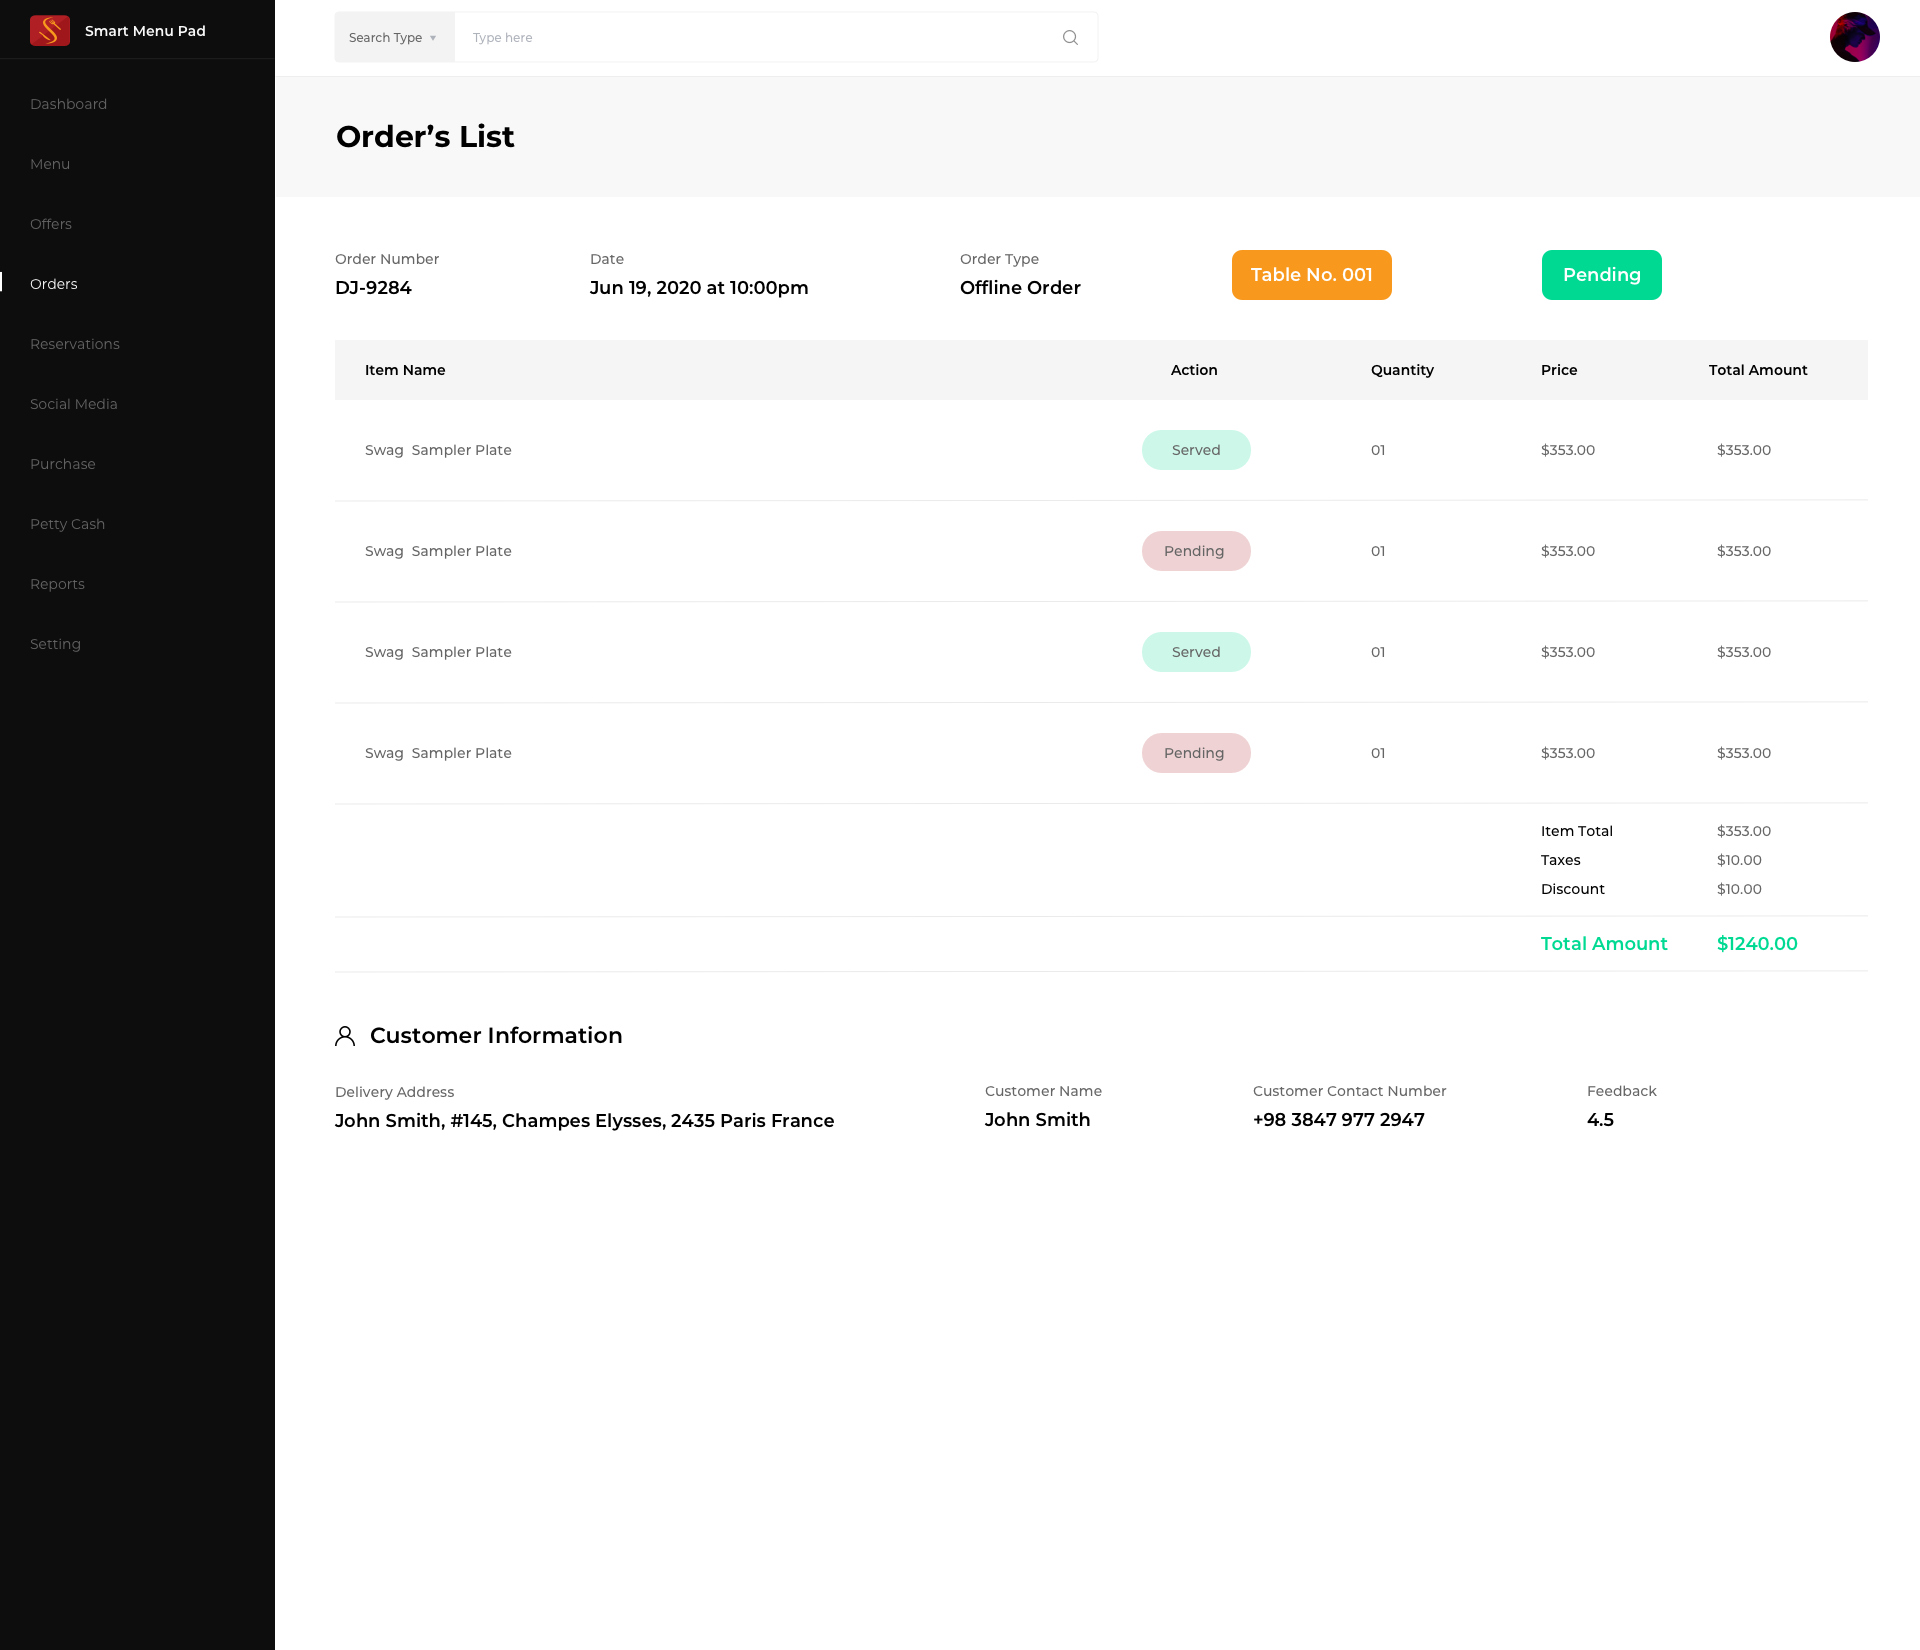 Smart Menu Pad
Search Type
Type here
Dashboard
Menu
Offers
Orders
Reservations
Social Media
Purchase
Petty Cash
Reports
Setting
Order’s List
Order Number
DJ-9284
Date
Jun 19, 2020 at 10:00pm
Order Type
Offline Order
Table No. 001
Pending
Item Name Action Quantity Price Total Amount
Swag Sampler Plate Served 01 $353.00 $353.00
Swag Sampler Plate Pending 01 $353.00 $353.00
Swag Sampler Plate Served 01 $353.00 $353.00
Swag Sampler Plate Pending 01 $353.00 $353.00
Item Total $353.00
Taxes $10.00
Discount $10.00
Total Amount $1240.00
Customer Information
Delivery Address
John Smith, #145, Champes Elysses, 2435 Paris France
Customer Name
John Smith
Customer Contact Number
+98 3847 977 2947
Feedback
4.5